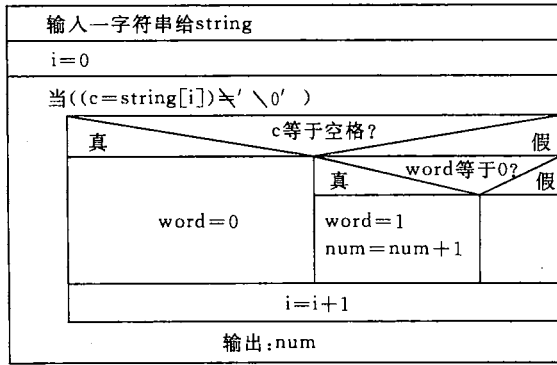 输入一字符串给string
i=0
当((c=string[i])≠'\0')
c等于空格?
真
假
word等于0?
真
假
word=0
word=1
num=num+1
i=i+1
输出:num